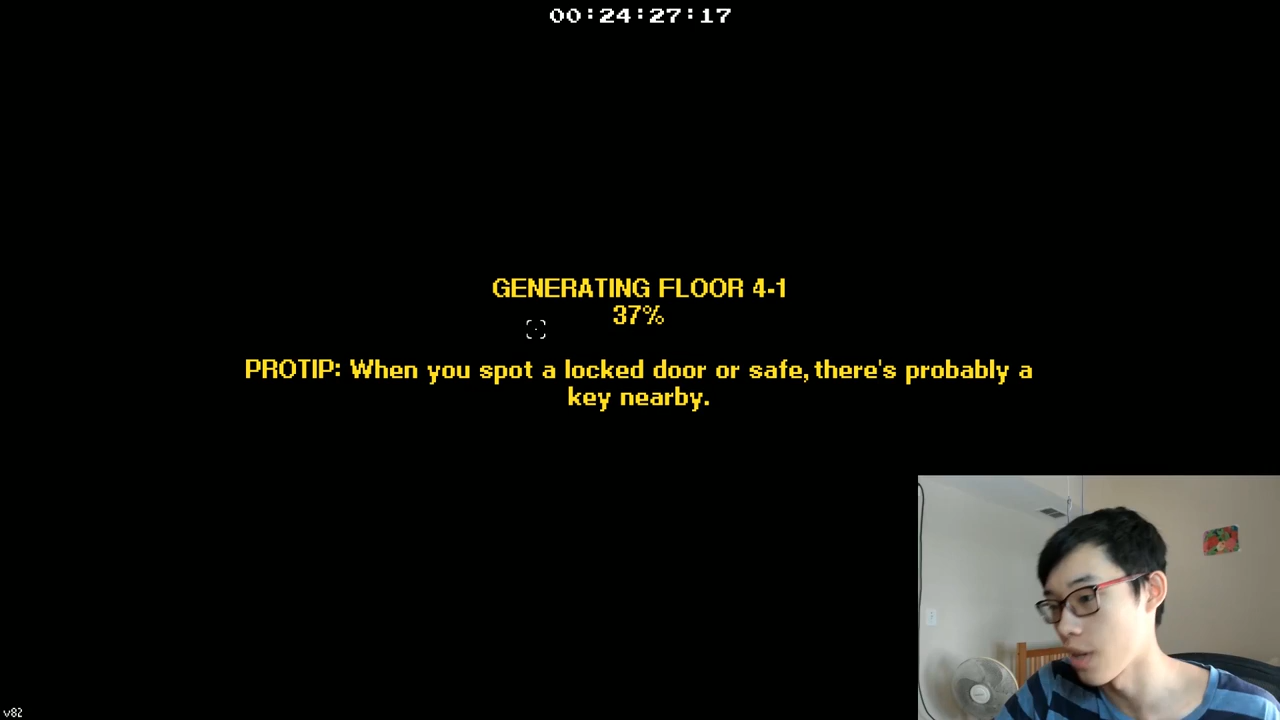 00:24:27:17
GENERATING FLOOR 4-1
37%
PROTIP: When you spot a locked door or safe, there's probably a
key nearby.
v82